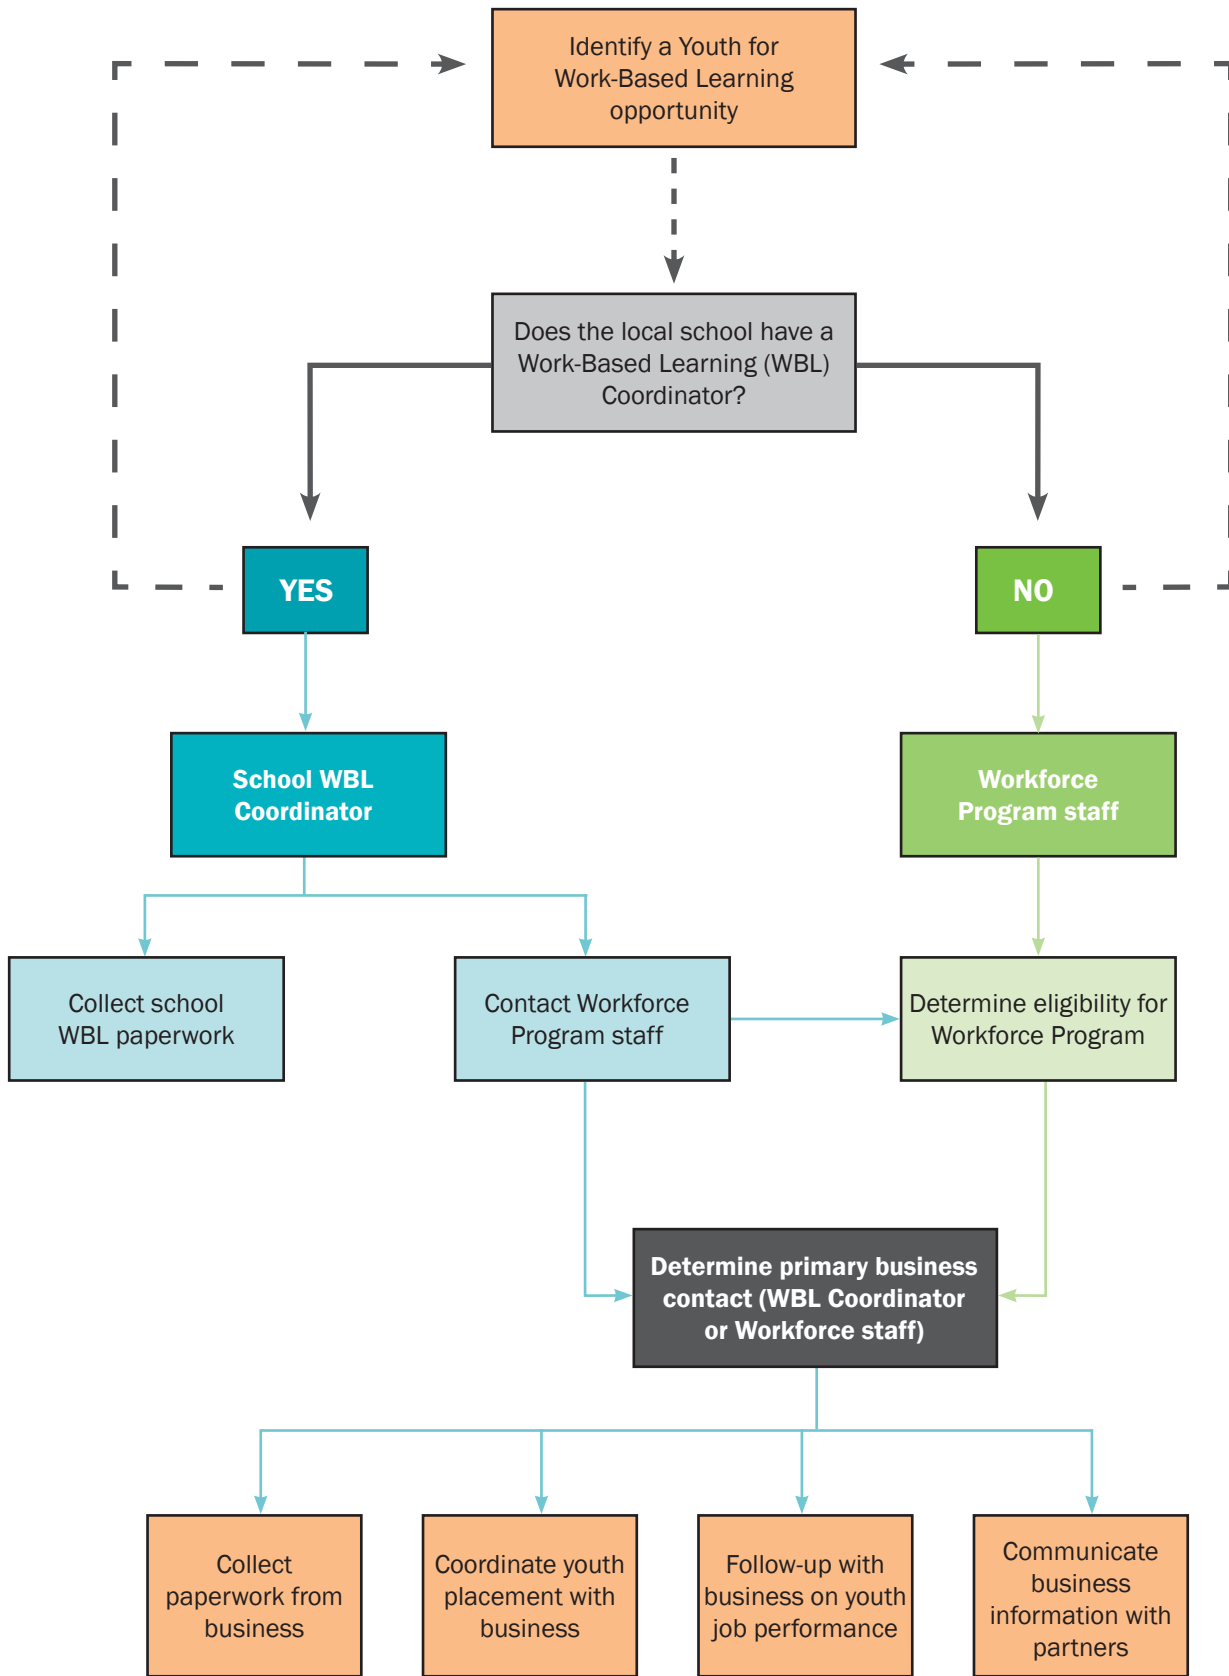 Identify a Youth for
Work-Based Learning
opportunity
Does the local school have a
Work-Based Learning (WBL)
Coordinator?
YES
NO
School WBL
Coordinator
Workforce
Program staff
Collect school
WBL paperwork
Contact Workforce
Program staff
Determine eligibility for
Workforce Program
Determine primary business
contact (WBL Coordinator
or Workforce staff)
Collect
paperwork from
business
Coordinate youth
placement with
business
Follow-up with
business on youth
job performance
Communicate
business
information with
partners